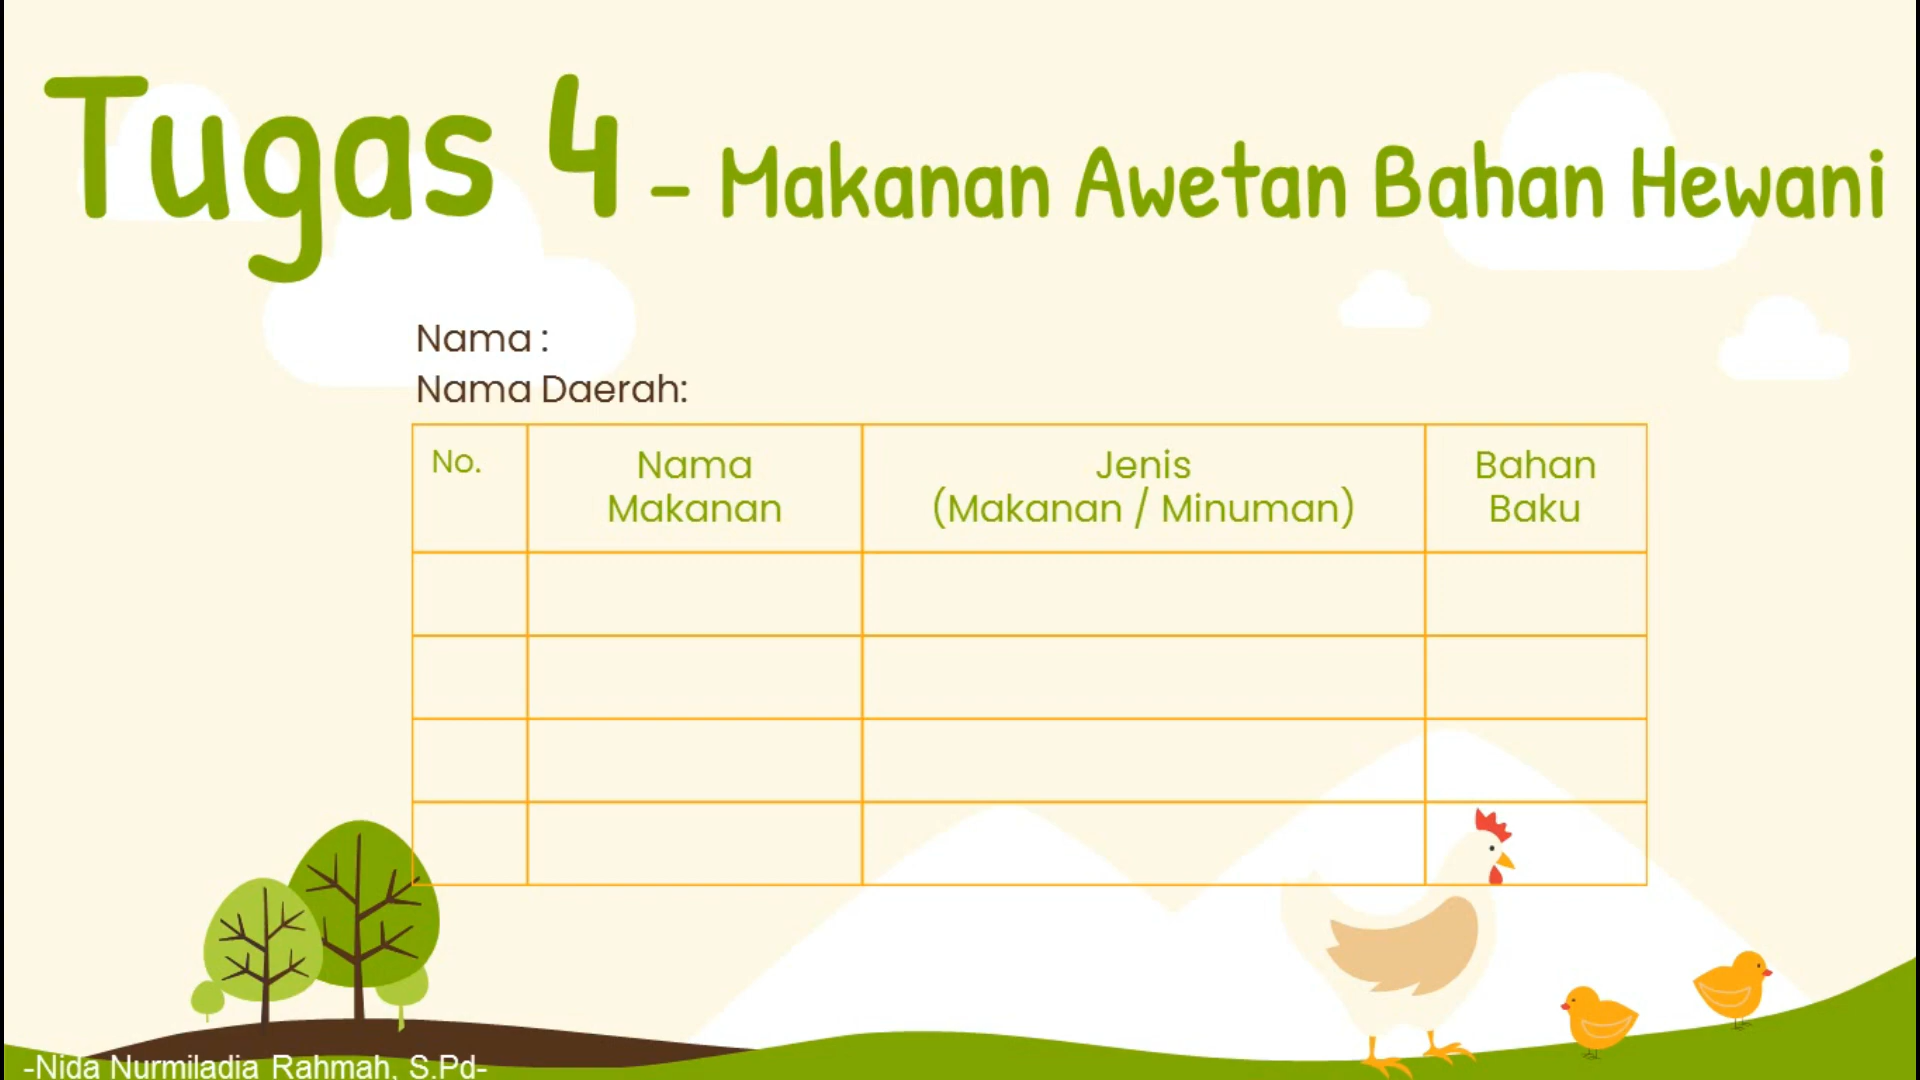 Tugas 4 - Makanan Awetan Bahan Hewani
Nama :
Nama Daerah:
No.
Nama
Makanan
Jenis
(Makanan / Minuman)
Bahan
Baku
-Nida Nurmiladia Rahmah, S.Pd-